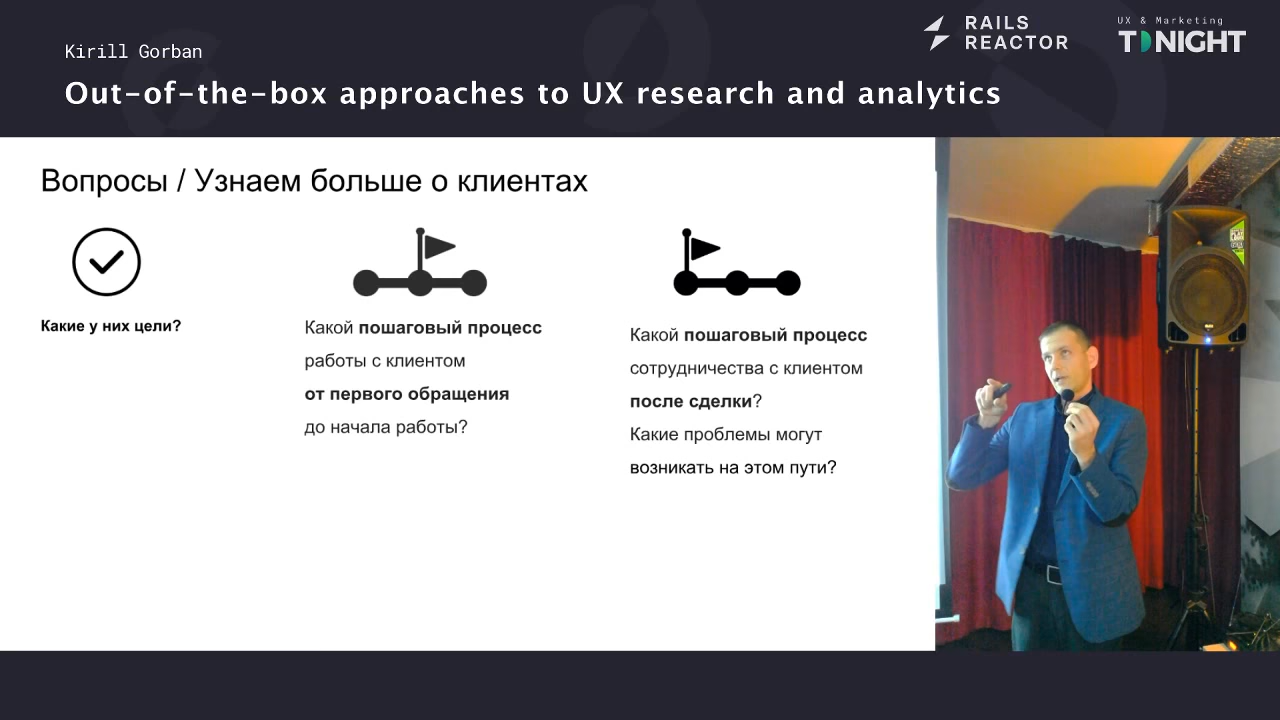 Kirill Gorban
Out-of-the-box approaches to UX research and analytics
RAILS
REACTOR
UX & Marketing
TONIGHT
Вопросы / Узнаем больше о клиентах
Какие у них цели?
Какой пошаговый процесс
работы с клиентом
от первого обращения
до начала работы?
Какой пошаговый процесс
сотрудничества с клиентом
после сделки?
Какие проблемы могут
возникать на этом пути?